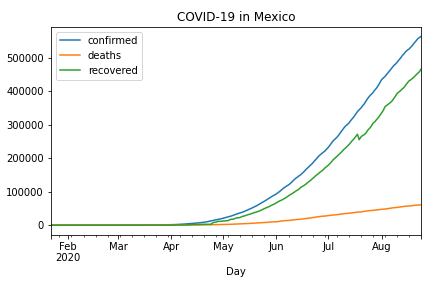 COVID-19 in Mexico
confirmed
deaths
recovered
500000
400000
300000
200000
100000
0
Feb Mar Apr May Jun Jul Aug
2020
Day